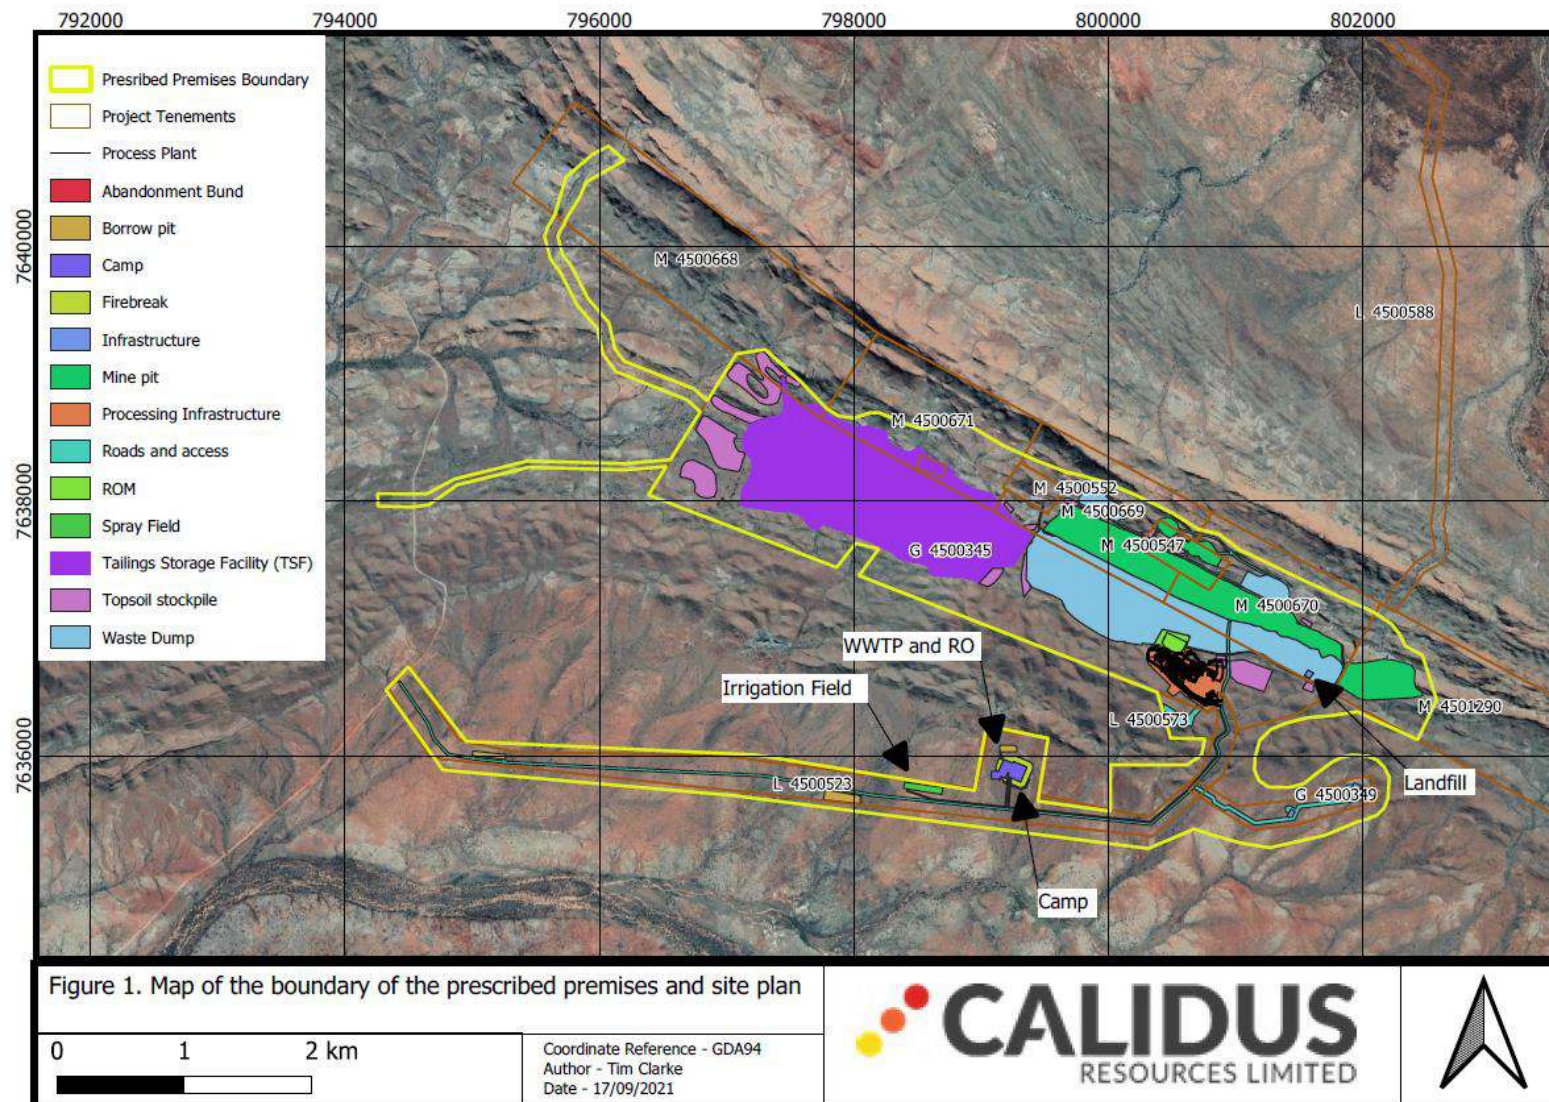 792000 794000 796000 798000 800000 802000
7640000
7638000
7636000
Presribed Premises Boundary
Project Tenements
Process Plant
Abandonment Bund
Borrow pit
Camp
Firebreak
Infrastructure
Mine pit
Processing Infrastructure
Roads and access
ROM
Spray Field
Tailings Storage Facility (TSF)
Topsoil stockpile
Waste Dump
M 4500668
L 4500588
M 4500671
M 4500552
M 4500669
M 4500547
G 4500345
M 4500670
WWTP and RO
Irrigation Field
L 4500573
M 4501290
L 4500523
G 4500349
Landfill
Camp
Figure 1. Map of the boundary of the prescribed premises and site plan
0 1 2 km
Coordinate Reference - GDA94
Author - Tim Clarke
Date - 17/09/2021
CALIDUS
RESOURCES LIMITED